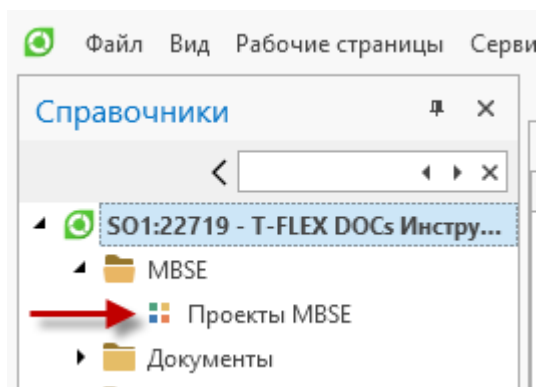 Файл Вид Рабочие страницы Серви
Справочники
SO1:22719 - T-FLEX DOCs Инстру...
MBSE
Проекты MBSE
Документы